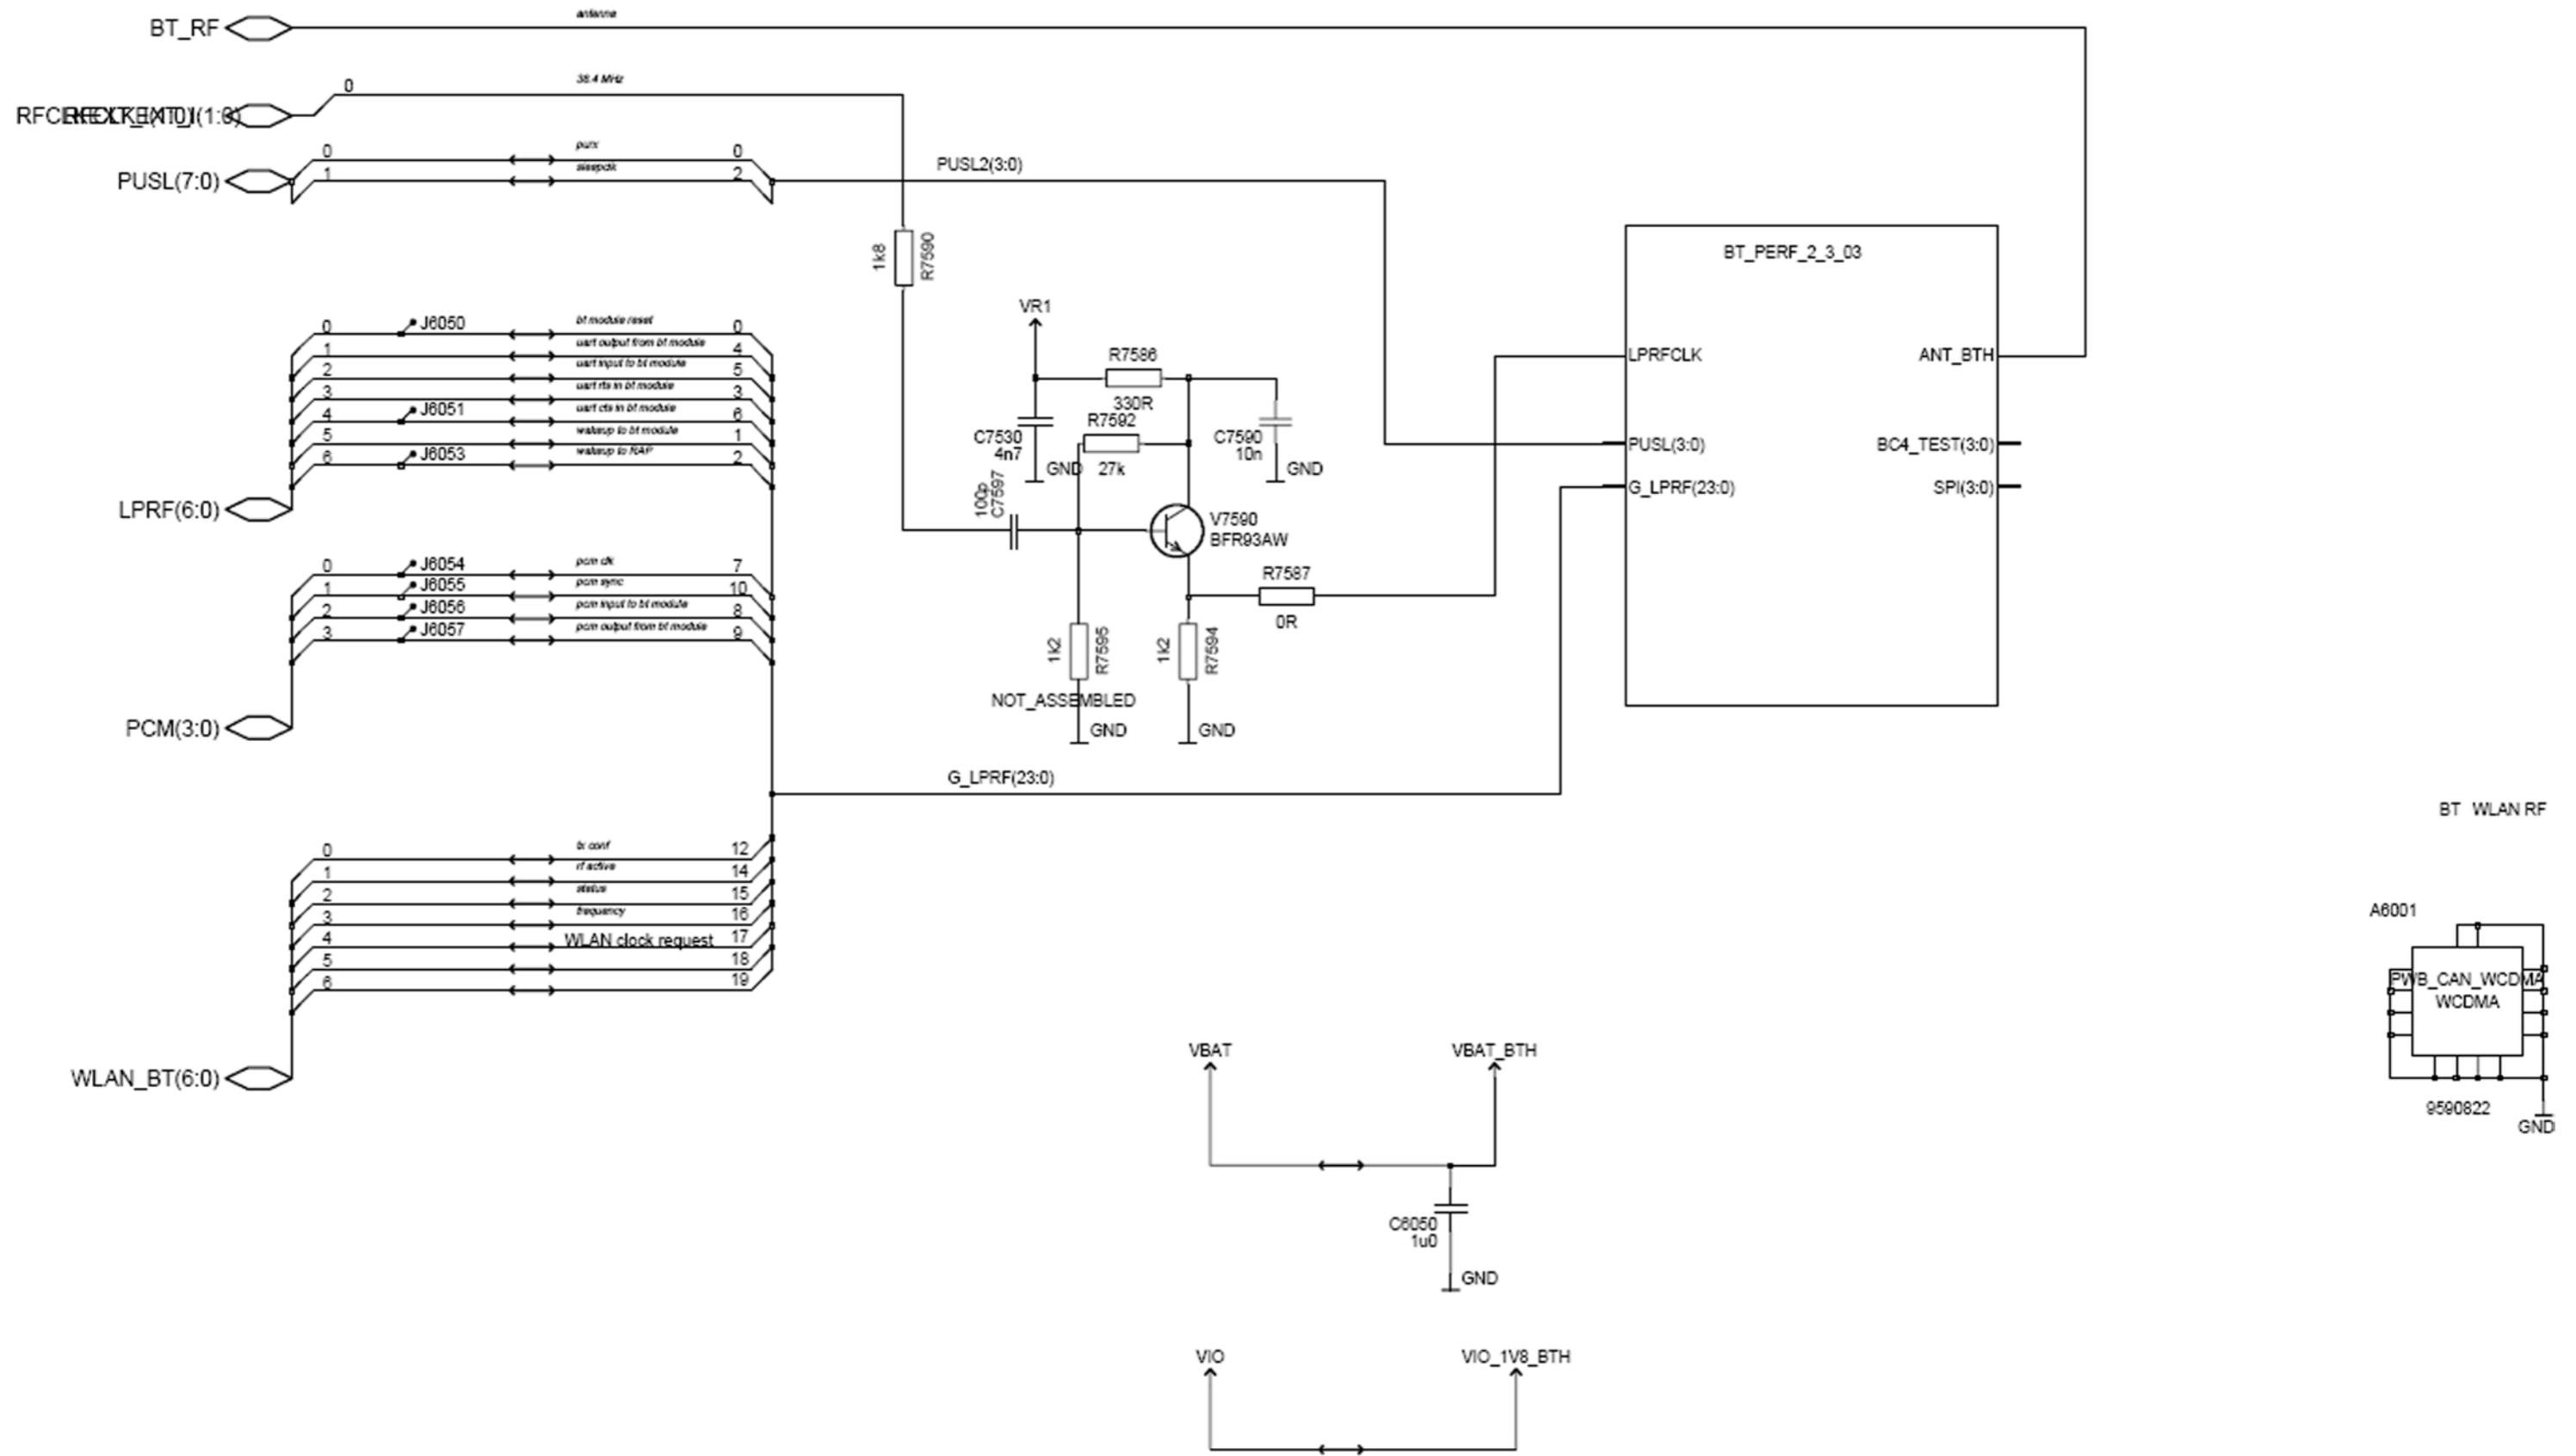 antenna
BT_RF
38.4 MHz
0
PUSL(7:0)
0 purx 0
1 sleepclk 2
PUSL2(3:0)
1k8
R7590
BT_PERF_2_3_03
LPRFCLK
ANT_BTH
PUSL(3:0)
BC4_TEST(3:0)
G_LPRF(23:0)
SPI(3:0)
VR1
R7586
330R
R7592
27k
C7530
4n7
GND
C7590
10n
GND
100p
C7597
V7590
BFR93AW
R7587
0R
1k2
R7595
NOT_ASSEMBLED
GND
1k2
R7594
GND
0 J6050 bt module reset 0
1 uart output from bt module 4
2 uart input to bt module 5
3 uart rts in bt module 3
4 J6051 uart cts in bt module 6
5 wakeup to bt module 1
6 J6053 wakeup to RAP 2
LPRF(6:0)
0 J6054 pcm clk 7
1 J6055 pcm sync 10
2 J6056 pcm input to bt module 8
3 J6057 pcm output from bt module 9
PCM(3:0)
G_LPRF(23:0)
0 tx conf 12
1 rf active 14
2 status 15
3 frequency 16
4 WLAN clock request 17
5 18
6 19
WLAN_BT(6:0)
BT WLAN RF
A6001
PWB_CAN_WCDMA
WCDMA
9590822
GND
VBAT
VBAT_BTH
C6050
1u0
GND
VIO
VIO_1V8_BTH